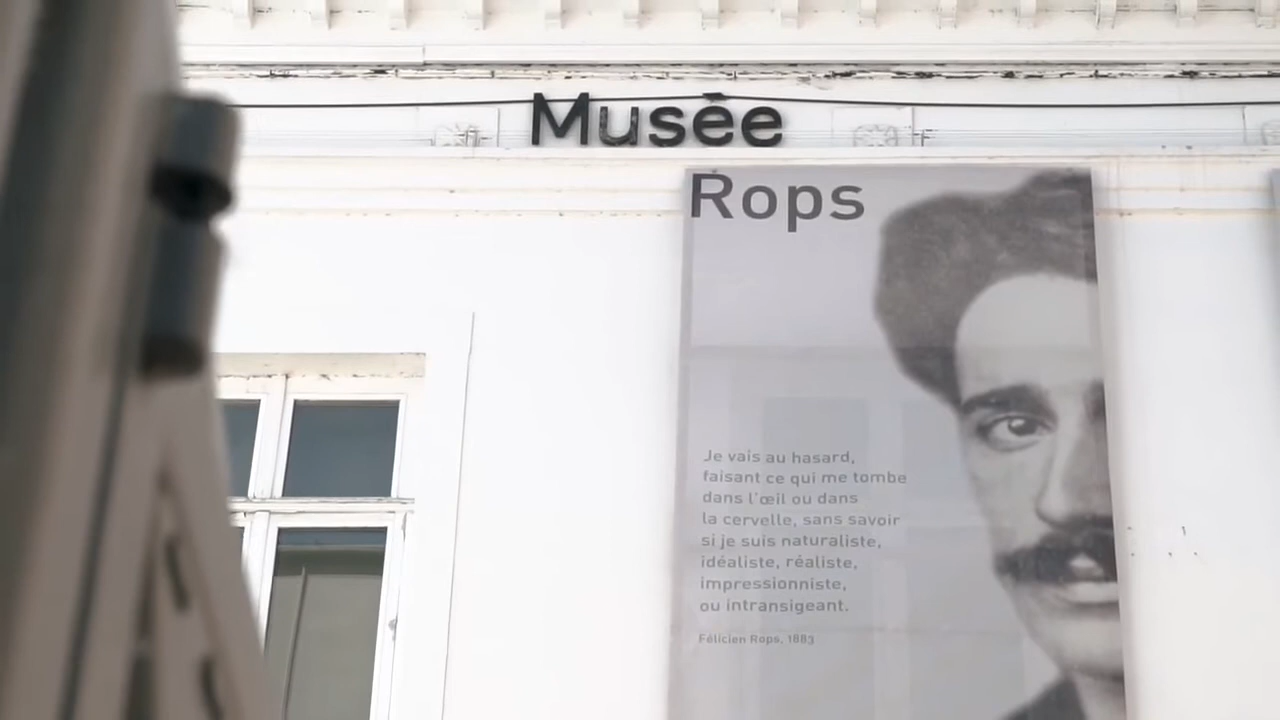 Musée
Rops
Je vais au hasard,
faisant ce qui me tombe
dans l'œil ou dans
la cervelle, sans savoir
si je suis naturaliste,
idéaliste, réaliste,
impressionniste,
ou intransigeant.
Félicien Rops, 1883